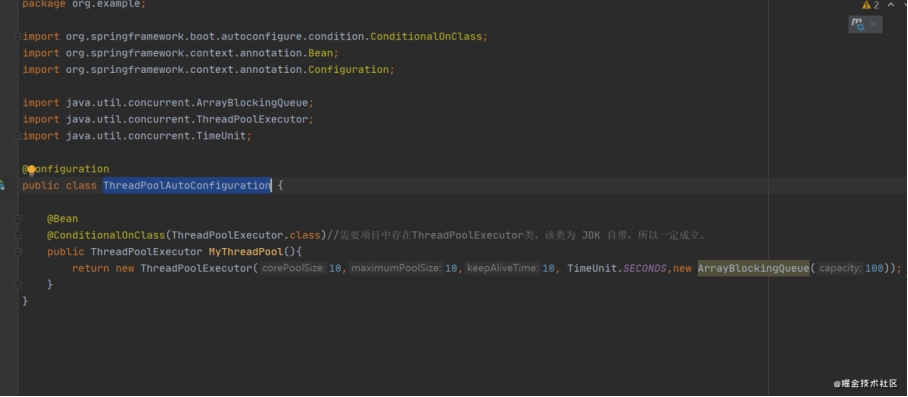 package org.example;
2
import org.springframework.boot.autoconfigure.condition.ConditionalOnClass;
import org.springframework.context.annotation.Bean;
import org.springframework.context.annotation.Configuration;
import java.util.concurrent.ArrayBlockingQueue;
import java.util.concurrent.ThreadPoolExecutor;
import java.util.concurrent.TimeUnit;
@Configuration
public class ThreadPoolAutoConfiguration {
@Bean
@ConditionalOnClass(ThreadPoolExecutor.class)//需要项目中存在ThreadPoolExecutor类。该类为 JDK 自带，所以一定成立。
public ThreadPoolExecutor MyThreadPool(){
return new ThreadPoolExecutor( corePoolSize: 10, maximumPoolSize: 10, keepAliveTime: 10, TimeUnit.SECONDS,new ArrayBlockingQueue( capacity: 100));
}
}
@掘金技术社区